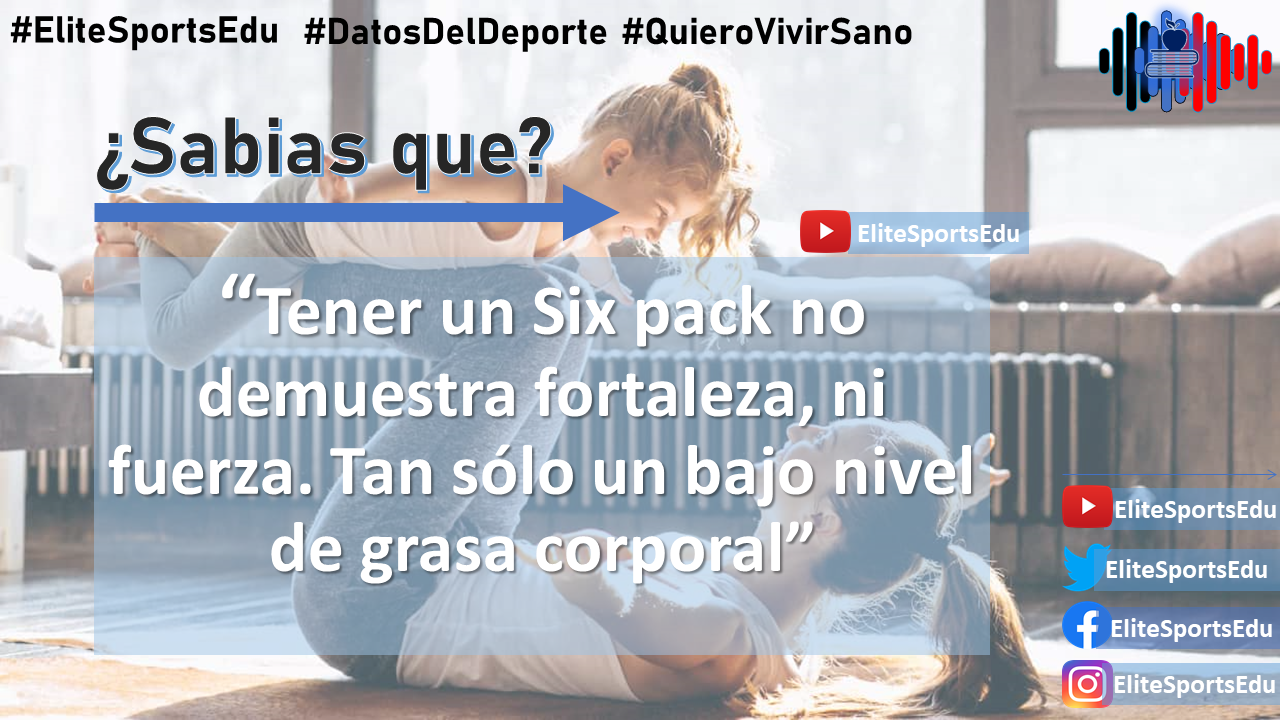 #EliteSportsEdu #DatosDelDeporte #QuieroVivirSano
¿Sabias que?
EliteSportsEdu
“Tener un Six pack no
demuestra fortaleza, ni
fuerza. Tan sólo un bajo nivel
de grasa corporal”
EliteSportsEdu
EliteSportsEdu
EliteSportsEdu
EliteSportsEdu